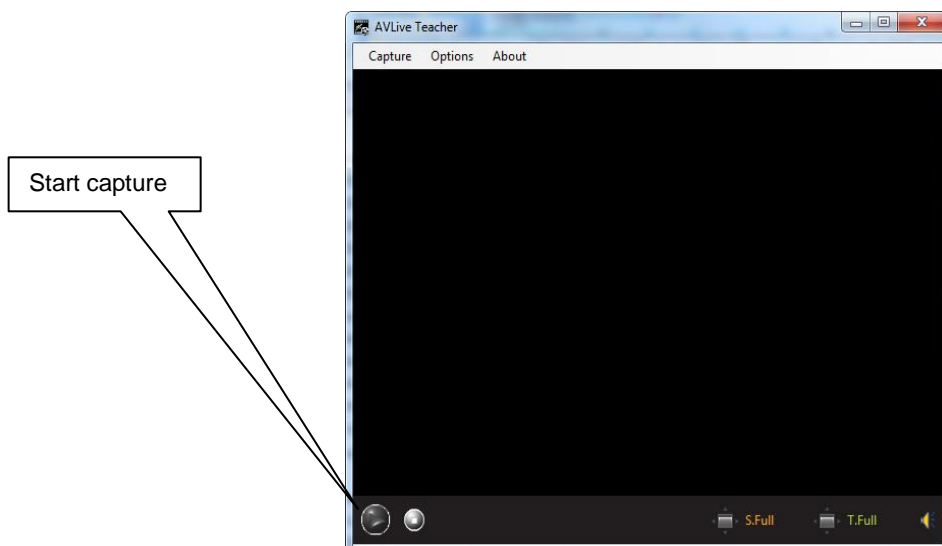 AVLive Teacher
Capture Options About
Start capture
S.Full T.Full